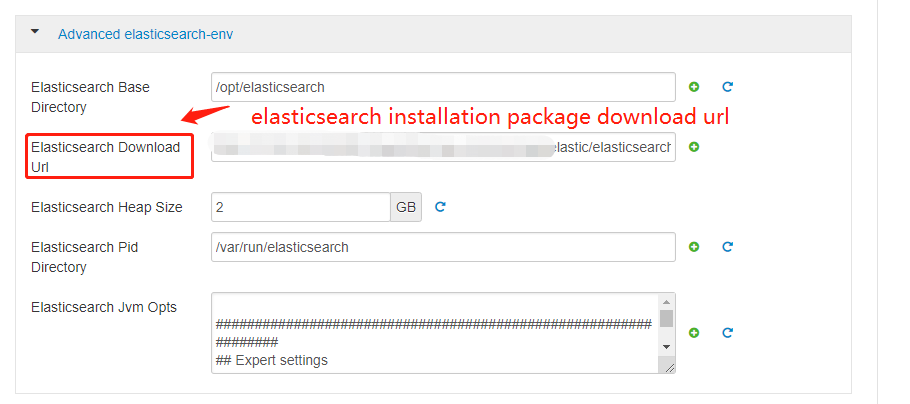 Advanced elasticsearch-env
Elasticsearch Base
Directory
/opt/elasticsearch
elasticsearch installation package download url
Elasticsearch Download
Url
elastic/elasticsearch
Elasticsearch Heap Size
2
GB
Elasticsearch Pid
Directory
/var/run/elasticsearch
Elasticsearch Jvm Opts
########################################################
########
## Expert settings